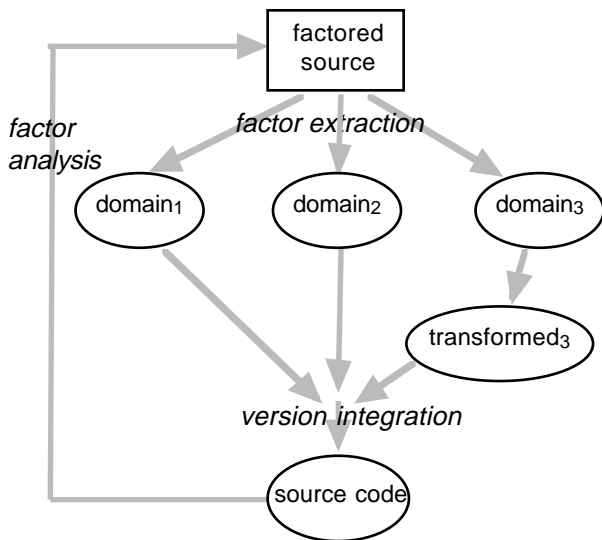 factored
source
factor
analysis
factor extraction
domain₁
domain₂
domain₃
transformed₃
version integration
source code